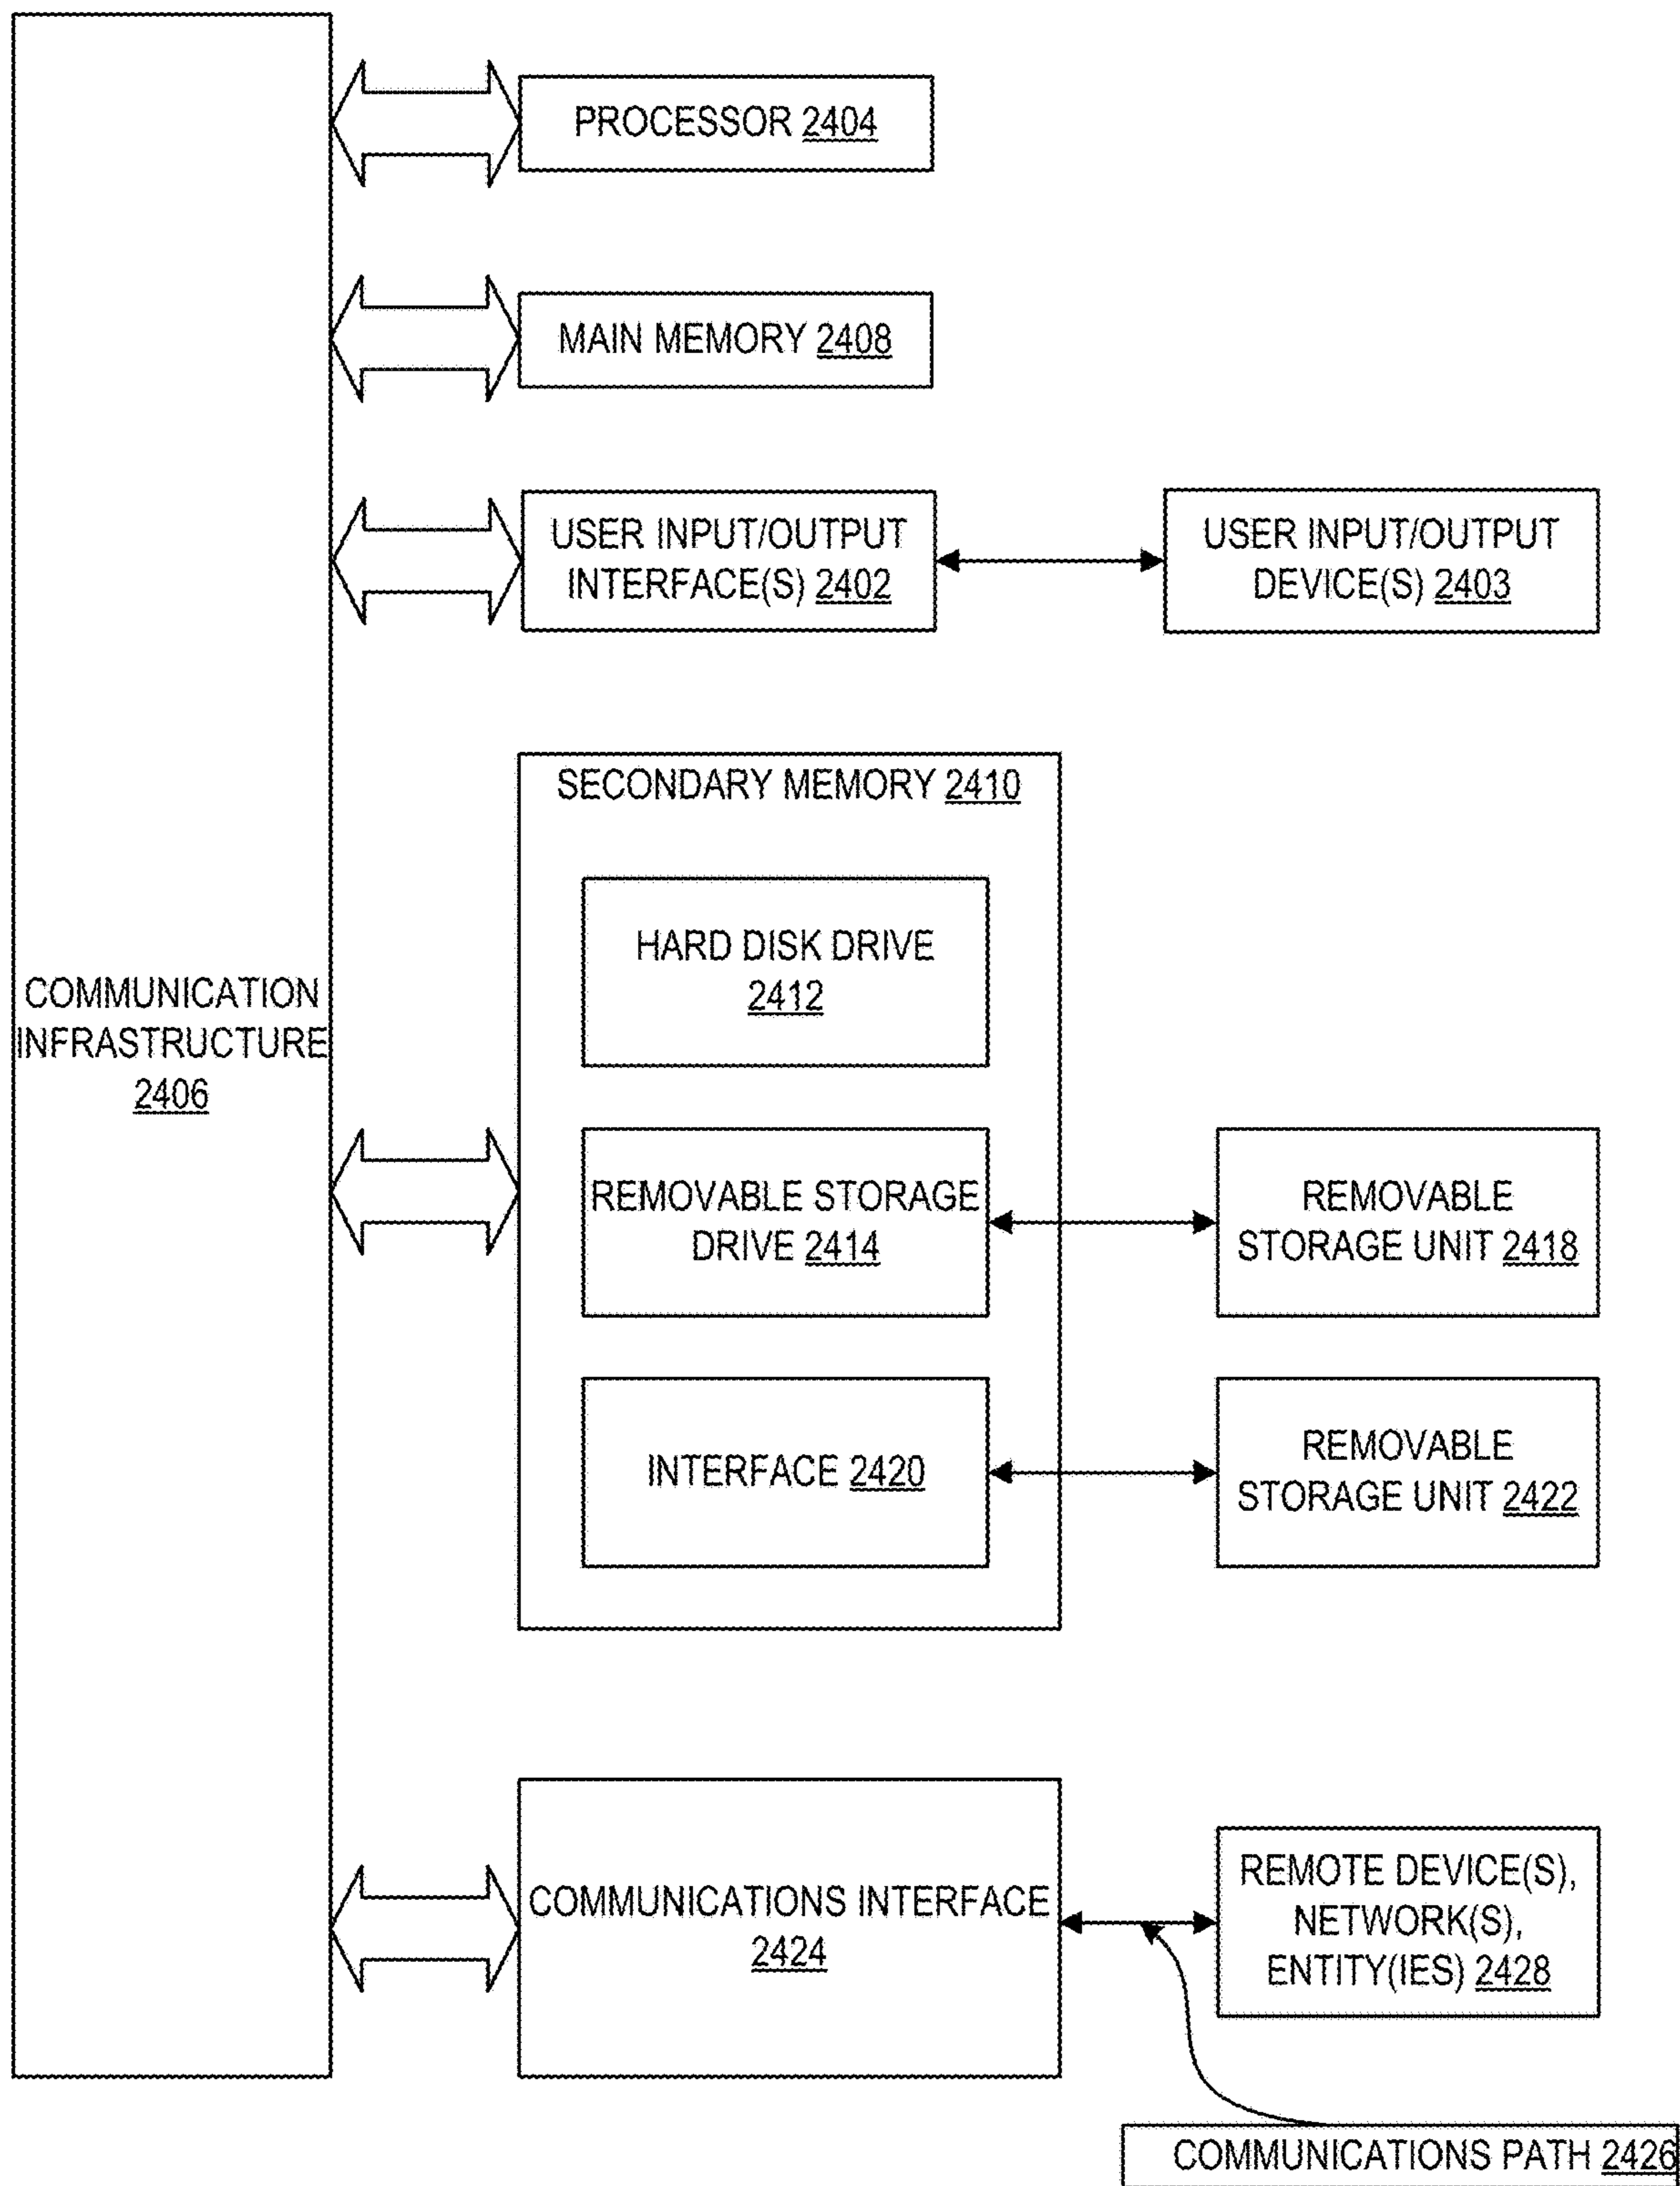 PROCESSOR 2404
MAIN MEMORY 2408
USER INPUT/OUTPUT
INTERFACE(S) 2402
USER INPUT/OUTPUT
DEVICE(S) 2403
SECONDARY MEMORY 2410
HARD DISK DRIVE
2412
COMMUNICATION
INFRASTRUCTURE
2406
REMOVABLE STORAGE
DRIVE 2414
REMOVABLE
STORAGE UNIT 2418
INTERFACE 2420
REMOVABLE
STORAGE UNIT 2422
COMMUNICATIONS INTERFACE
2424
REMOTE DEVICE(S),
NETWORK(S),
ENTITY(IES) 2428
COMMUNICATIONS PATH 2426